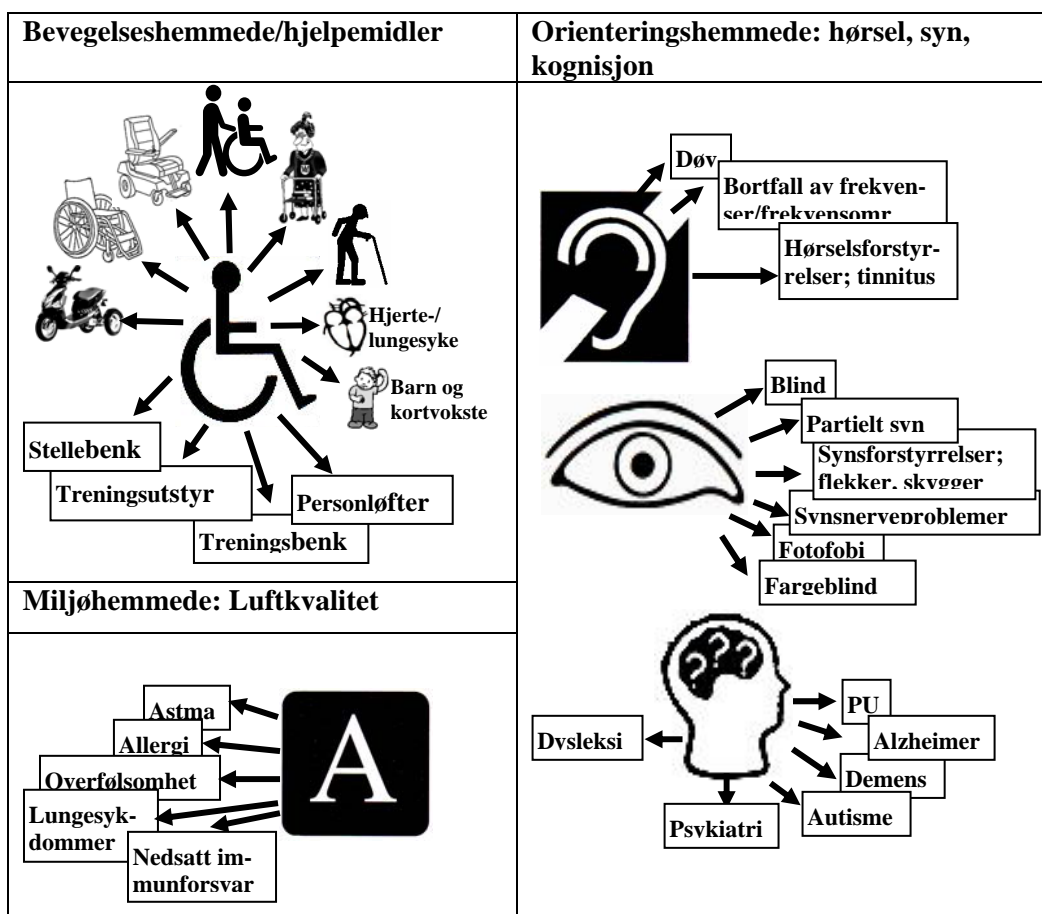 Bevegelseshemmede/hjelpemidler
Hjerte-/
lungesyke
Barn og
kortvokste
Stellebenk
Treningsutstyr
Personløfter
Treningsbenk
Miljøhemmede: Luftkvalitet
Astma
Allergi
Overfølsomhet
Lungesyk-
dommer
Nedsatt im-
munforsvar
A
Orienteringshemmede: hørsel, syn,
kognisjon
Døv
Bortfall av frekven-
ser/frekvensomr
Hørselsforstyr-
relser; tinnitus
Blind
Partielt syn
Synsforstyrrelser;
flekker, skygger
Synsnerveproblemer
Fotofobi
Fargeblind
? ? ?
PU
Dysleksi
Alzheimer
Demens
Autisme
Psykiatri